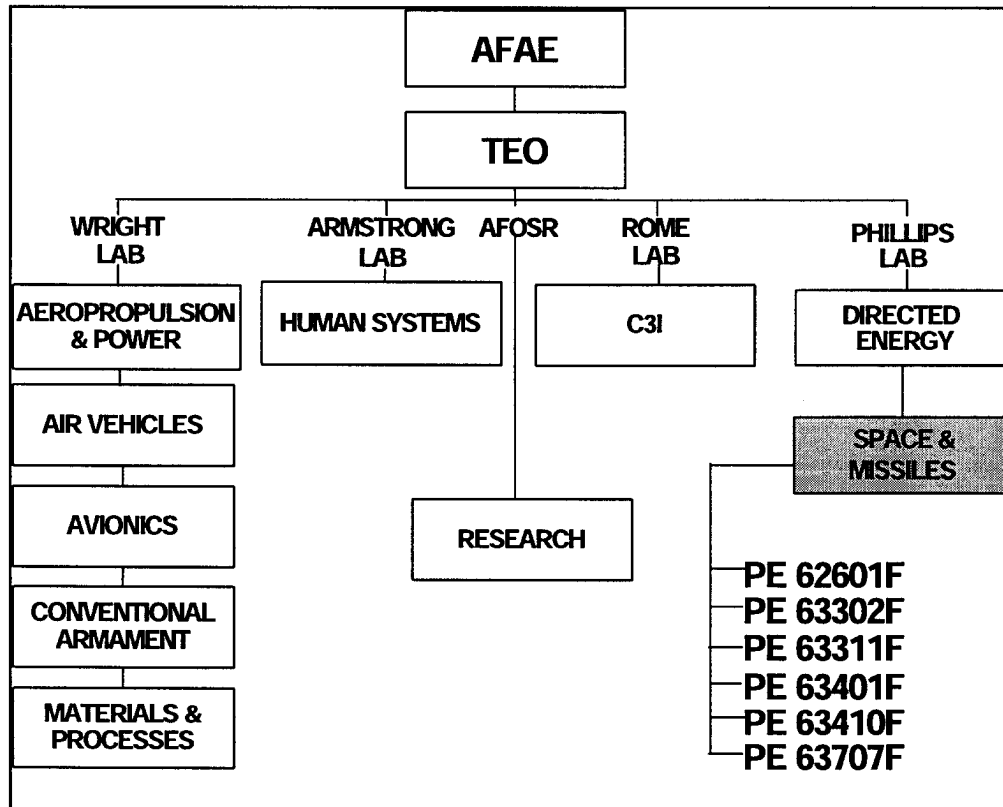 AFAE
TEO
WRIGHT
LAB
AEROPROPULSION
& POWER
AIR VEHICLES
AVIONICS
CONVENTIONAL
ARMAMENT
MATERIALS &
PROCESSES
ARMSTRONG
LAB
HUMAN SYSTEMS
AFOSR
RESEARCH
ROME
LAB
C3I
PHILLIPS
LAB
DIRECTED
ENERGY
SPACE &
MISSILES
PE 62601F
PE 63302F
PE 63311F
PE 63401F
PE 63410F
PE 63707F